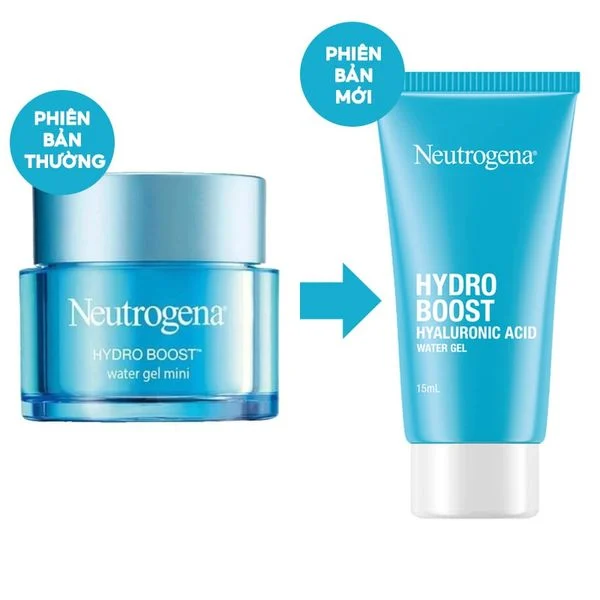 PHIÊN
BẢN
THƯỜNG
Neutrogena®
HYDRO BOOST™
water gel mini
PHIÊN
BẢN
MỚI
Neutrogena®
HYDRO
BOOST
HYALURONIC ACID
WATER GEL
15mL